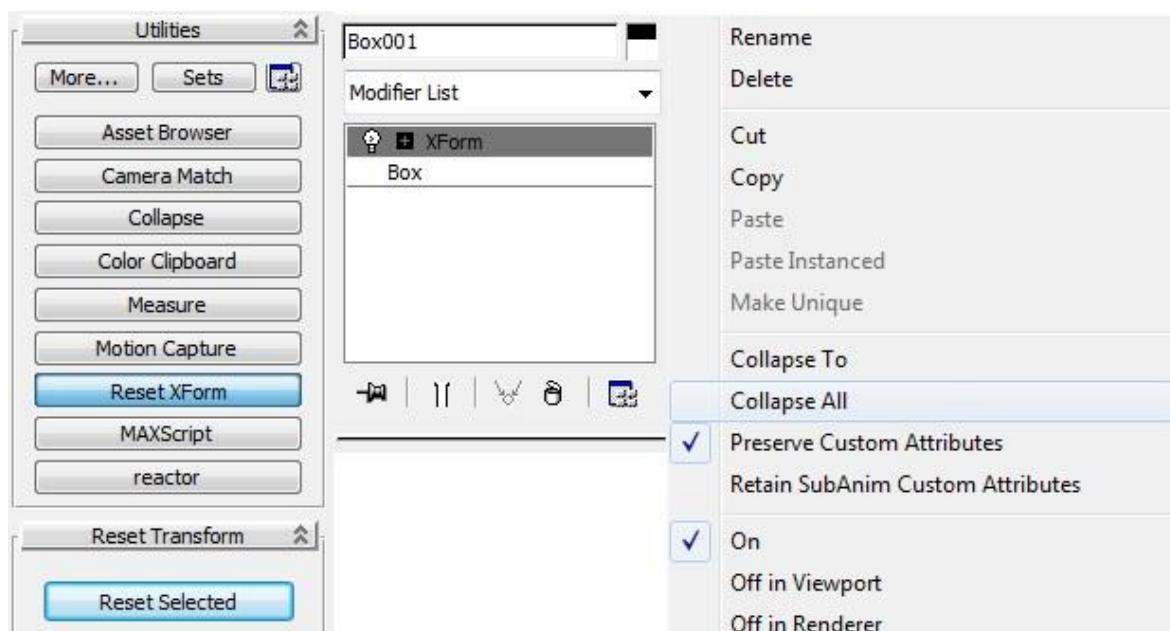 Utilities
More... Sets
Asset Browser
Camera Match
Collapse
Color Clipboard
Measure
Motion Capture
Reset XForm
MAXScript
reactor
Reset Transform
Reset Selected
Box001
Modifier List
XForm
Box
Rename
Delete
Cut
Copy
Paste
Paste Instanced
Make Unique
Collapse To
Collapse All
Preserve Custom Attributes
Retain SubAnim Custom Attributes
On
Off in Viewport
Off in Renderer